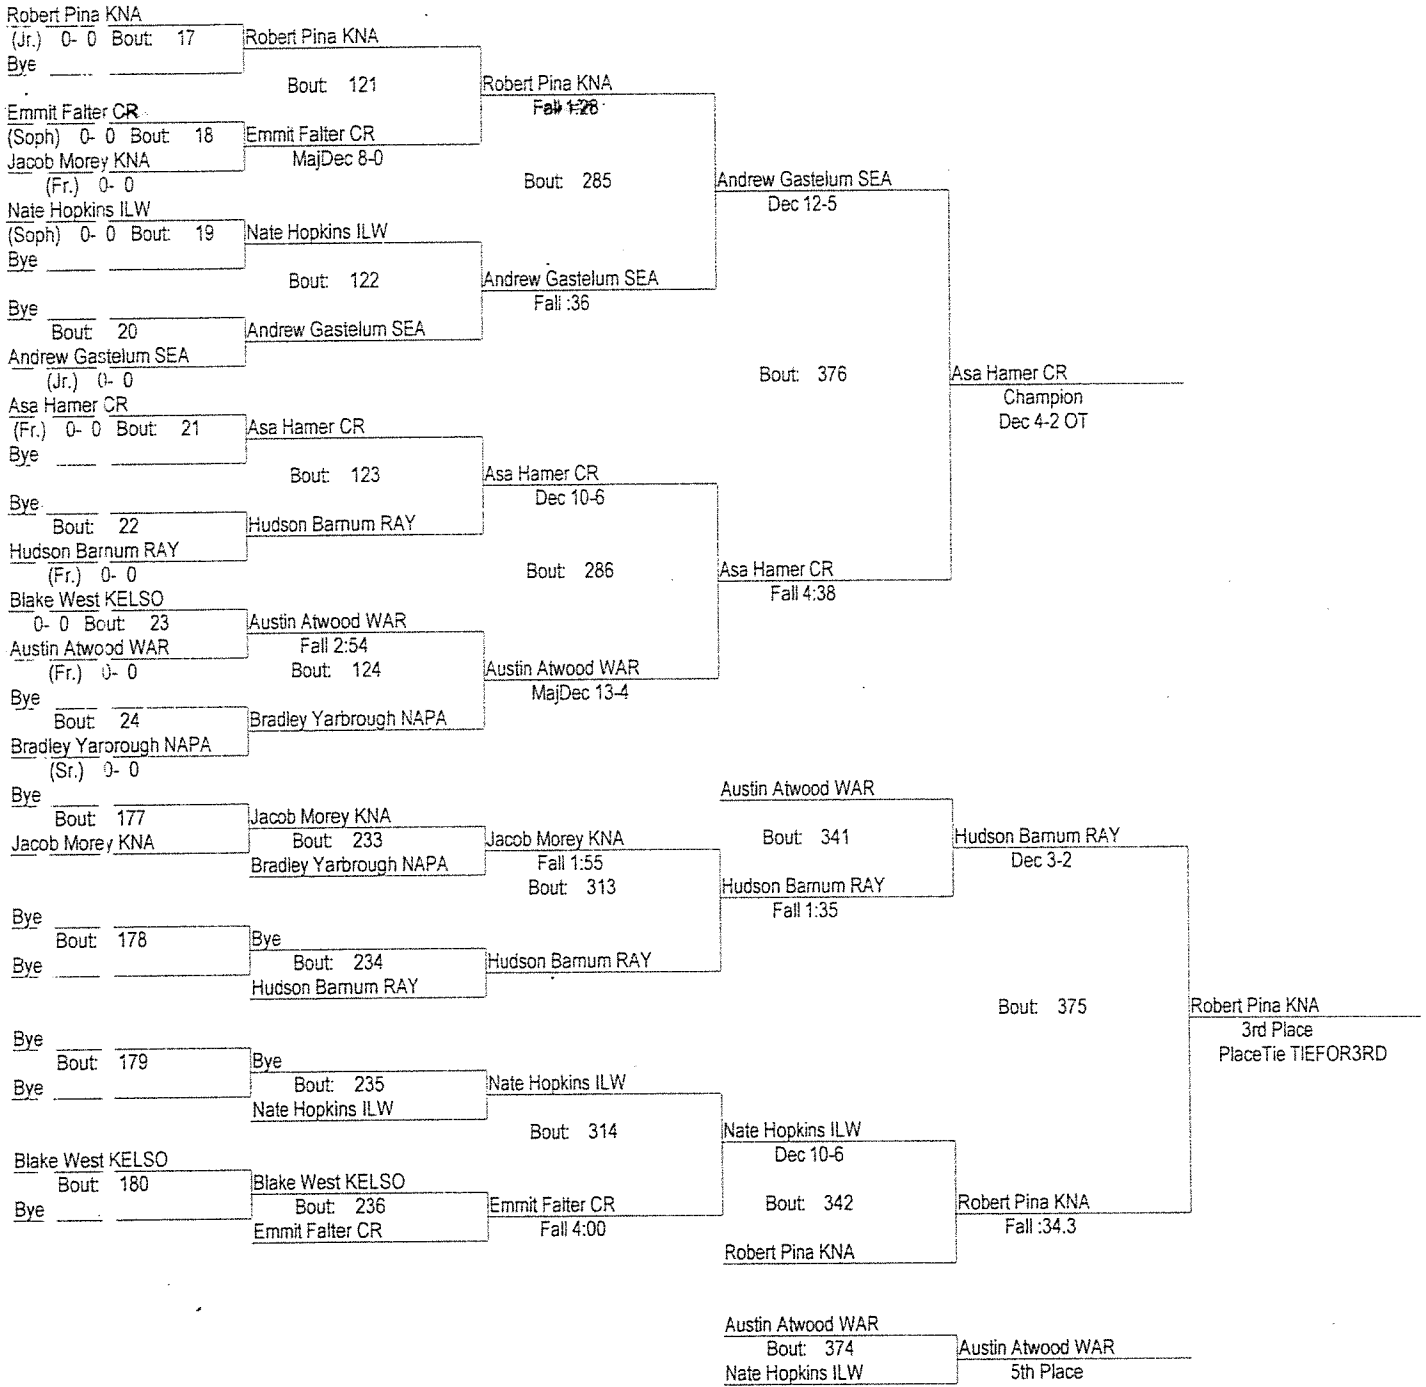 Robert Pina KNA
(Jr.) 0- 0 Bout: 17
Robert Pina KNA
Bye
Bout: 121
Robert Pina KNA
Fall 1:28
Emmit Falter CR
(Soph) 0- 0 Bout: 18
Emmit Falter CR
MajDec 8-0
Jacob Morey KNA
(Fr.) 0- 0
Bout: 285
Andrew Gastelum SEA
Dec 12-5
Nate Hopkins ILW
(Soph) 0- 0 Bout: 19
Nate Hopkins ILW
Bye
Bout: 122
Andrew Gastelum SEA
Fall :36
Bye
Bout: 20
Andrew Gastelum SEA
Andrew Gastelum SEA
(Jr.) 0- 0
Bout: 376
Asa Hamer CR
Champion
Dec 4-2 OT
Asa Hamer CR
(Fr.) 0- 0 Bout: 21
Asa Hamer CR
Bye
Bout: 123
Asa Hamer CR
Dec 10-6
Bye
Bout: 22
Hudson Barnum RAY
Hudson Barnum RAY
(Fr.) 0- 0
Bout: 286
Asa Hamer CR
Fall 4:38
Blake West KELSO
0- 0 Bout: 23
Austin Atwood WAR
Fall 2:54
Austin Atwood WAR
(Fr.) 0- 0
Bout: 124
Austin Atwood WAR
MajDec 13-4
Bye
Bout: 24
Bradley Yarbrough NAPA
Bradley Yarbrough NAPA
(Sr.) 0- 0
Bye
Bout: 177
Jacob Morey KNA
Jacob Morey KNA
Bout: 233
Bradley Yarbrough NAPA
Jacob Morey KNA
Fall 1:55
Bout: 313
Austin Atwood WAR
Bout: 341
Hudson Barnum RAY
Fall 1:35
Hudson Barnum RAY
Dec 3-2
Bye
Bout: 178
Bye
Bye
Bout: 234
Hudson Barnum RAY
Hudson Barnum RAY
Bout: 375
Robert Pina KNA
3rd Place
PlaceTie TIEFOR3RD
Bye
Bout: 179
Bye
Bye
Bout: 235
Nate Hopkins ILW
Nate Hopkins ILW
Bout: 314
Nate Hopkins ILW
Dec 10-6
Blake West KELSO
Bout: 180
Bye
Blake West KELSO
Bout: 236
Emmit Falter CR
Emmit Falter CR
Fall 4:00
Bout: 342
Robert Pina KNA
Robert Pina KNA
Fall :34.3
Austin Atwood WAR
Bout: 374
Nate Hopkins ILW
Austin Atwood WAR
5th Place